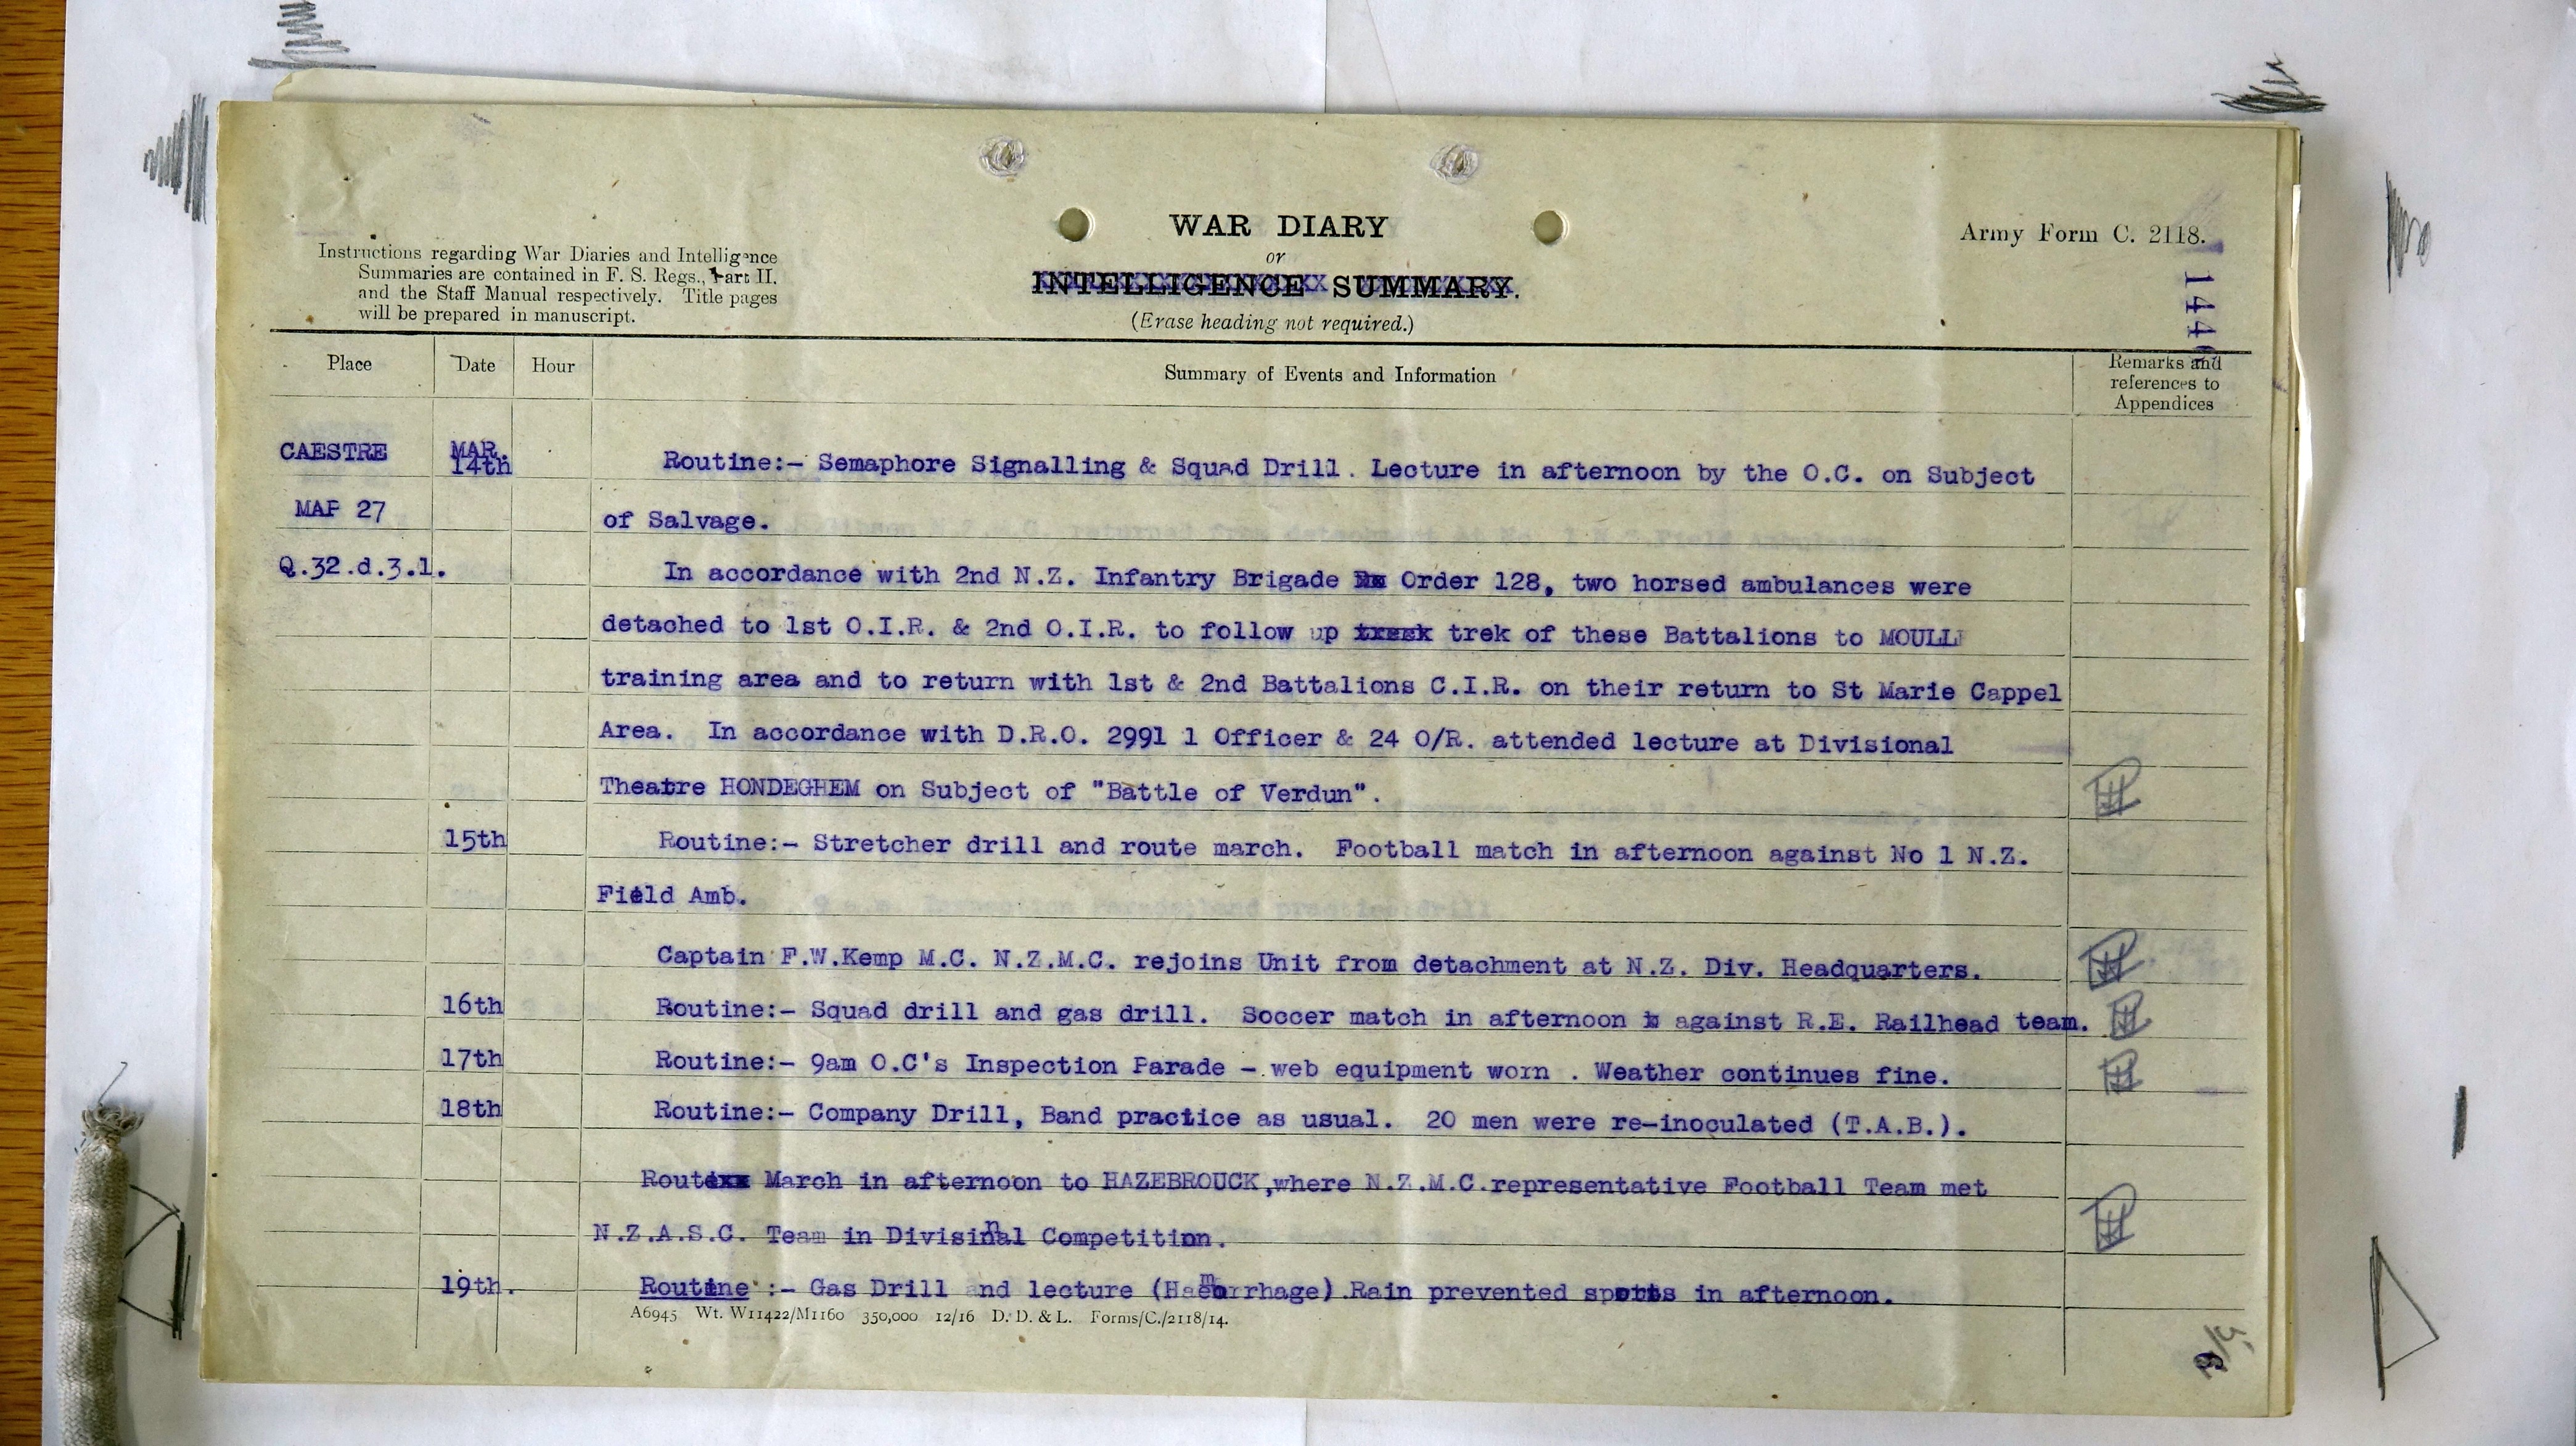 Army Form C. 2118.
WAR DIARY
or
INTELLIGENCE SUMMARY.
(Erase heading not required.)
Instructions regarding War Diaries and Intelligence
Summaries are contained in F. S. Regs., Part II.
and the Staff Manual respectively. Title pages
will be prepared in manuscript.
144
Place Date Hour Summary of Events and Information Remarks and
references to
Appendices
CAESTRE MAR. 14th Routine:- Semaphore Signalling & Squad Drill. Lecture in afternoon by the O.C. on Subject
MAP 27 of Salvage.
Q.32.d.3.1. In accordance with 2nd N.Z. Infantry Brigade Order 128, two horsed ambulances were
detached to 1st O.I.R. & 2nd O.I.R. to follow up trek of these Battalions to MOULLE
training area and to return with 1st & 2nd Battalions C.I.R. on their return to St Marie Cappel
Area. In accordance with D.R.O. 2991 1 Officer & 24 O/R. attended lecture at Divisional
Theatre HONDEGHEM on Subject of "Battle of Verdun".
15th Routine:- Stretcher drill and route march. Football match in afternoon against No 1 N.Z.
Field Amb.
Captain F.W.Kemp M.C. N.Z.M.C. rejoins Unit from detachment at N.Z. Div. Headquarters.
16th Routine:- Squad drill and gas drill. Soccer match in afternoon against R.E. Railhead team.
17th Routine:- 9am O.C's Inspection Parade - web equipment worn . Weather continues fine.
18th Routine:- Company Drill, Band practice as usual. 20 men were re-inoculated (T.A.B.).
Route March in afternoon to HAZEBROUCK,where N.Z.M.C.representative Football Team met
N.Z.A.S.C. Team in Divisinnal Competition.
19th. Routine :- Gas Drill and lecture (Haemorrhage).Rain prevented sports in afternoon.
A6945 Wt. W11422/M1160 350,000 12/16 D. D. & L. Forms/C./2118/14.